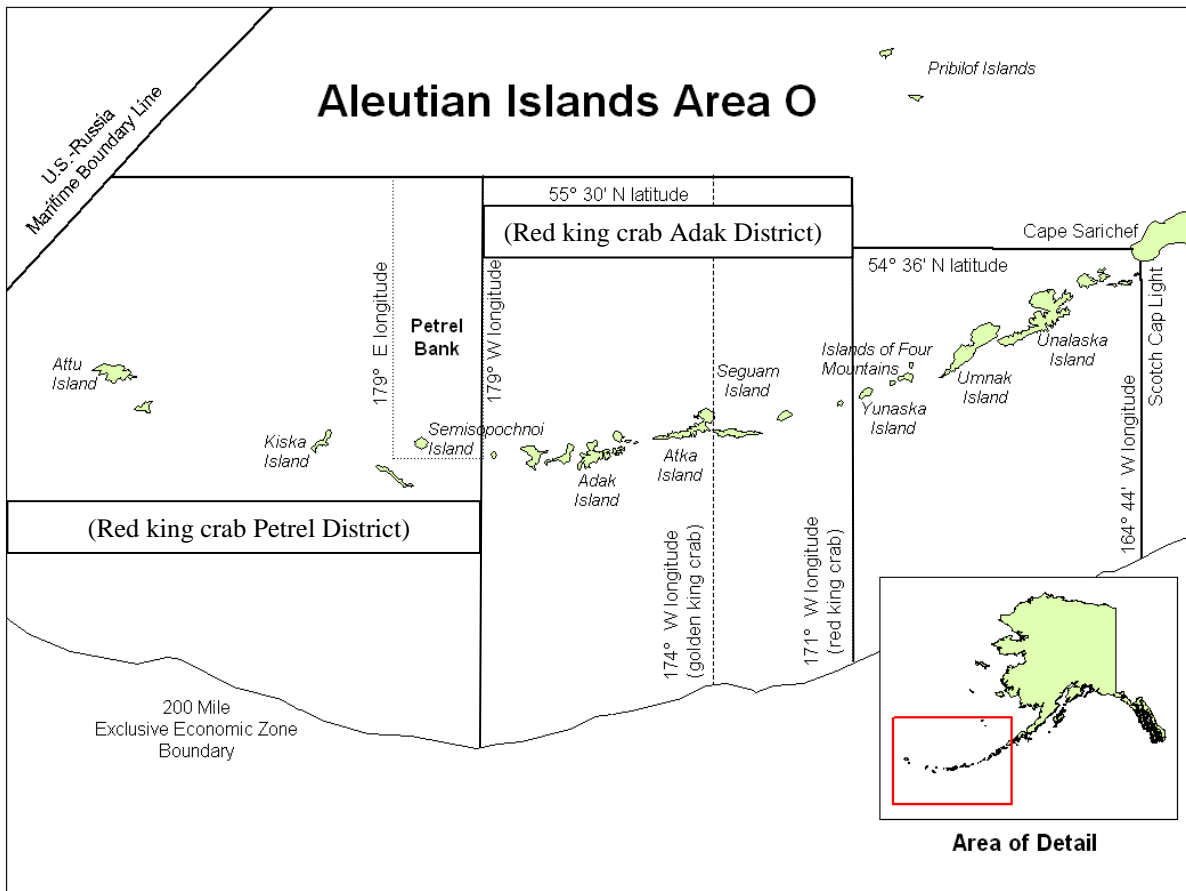 Aleutian Islands Area O
Pribilof Islands
U.S.-Russia
Maritime Boundary Line
55° 30' N latitude
(Red king crab Adak District)
Cape Sarichef
54° 36' N latitude
Scotch Cap Light
179° E longitude
Petrel
Bank
179° W longitude
Attu
Island
Kiska
Island
Semisopochnoi
Island
Adak
Island
Atka
Island
Seguam
Island
Islands of Four
Mountains
Yunaska
Island
Umnak
Island
Unalaska
Island
164° 44' W longitude
(Red king crab Petrel District)
174° W longitude
(golden king crab)
171° W longitude
(red king crab)
200 Mile
Exclusive Economic Zone
Boundary
Area of Detail